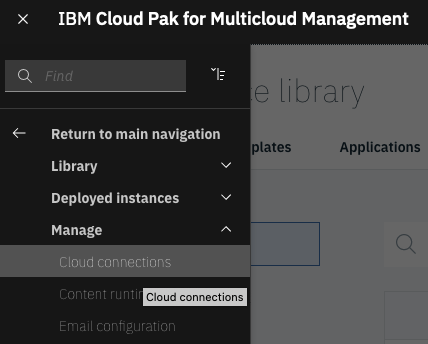 IBM Cloud Pak for Multicloud Management
Find
e library
Return to main navigation
plates Applications
Library
Deployed instances
Manage
Cloud connections
Content runtin
Cloud connections
Email configuration